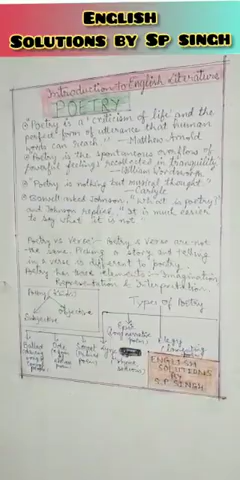 ENGLISH
SOLUTIONS BY SP SINGH
Introduction to English Literature
POETRY
"Poetry is a criticism of life and the
perfect form of utterance that human
words can reach" — Matthew Arnold
"Poetry is the spontaneous overflow of
powerful feelings recollected in tranquility
— William Wordsworth
"Poetry is nothing but musical thought"
Carlyle
Boswell asked Johnson, "What is poetry?"
and Johnson replied, "It is much easier
to say what it is not".
Poetry vs Verse:- Poetry & Verse are not
the same. Picking a story and telling
in a verse is different to poetry.
Poetry has three elements - Imagination
Representation & Interpretation.
Poetry (Kinds)
Types of Poetry
Subjective
Objective
Epic
poem)
Elegy
Ballad
Ode
Lyric
ENGLISH
SOLUTIONS
BY
S.P SINGH